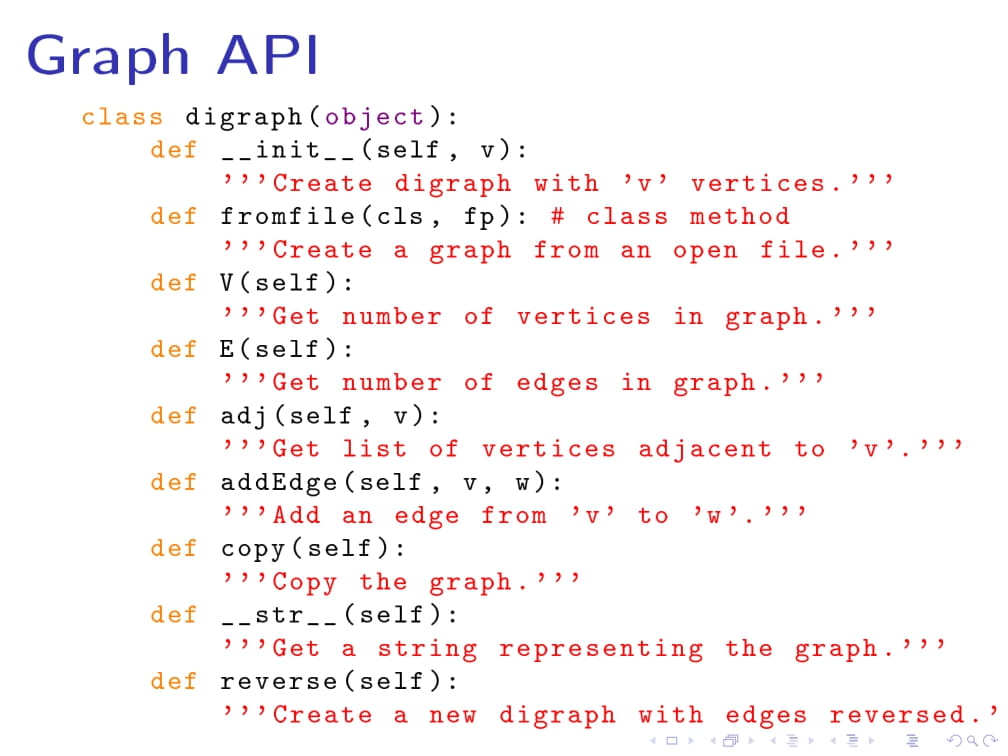 Graph API
class digraph(object):
    def __init__(self, v):
        ’’’Create digraph with ’v’ vertices.’’’
    def fromfile(cls, fp): # class method
        ’’’Create a graph from an open file.’’’
    def V(self):
        ’’’Get number of vertices in graph.’’’
    def E(self):
        ’’’Get number of edges in graph.’’’
    def adj(self, v):
        ’’’Get list of vertices adjacent to ’v’.’’’
    def addEdge(self, v, w):
        ’’’Add an edge from ’v’ to ’w’.’’’
    def copy(self):
        ’’’Copy the graph.’’’
    def __str__(self):
        ’’’Get a string representing the graph.’’’
    def reverse(self):
        ’’’Create a new digraph with edges reversed.’